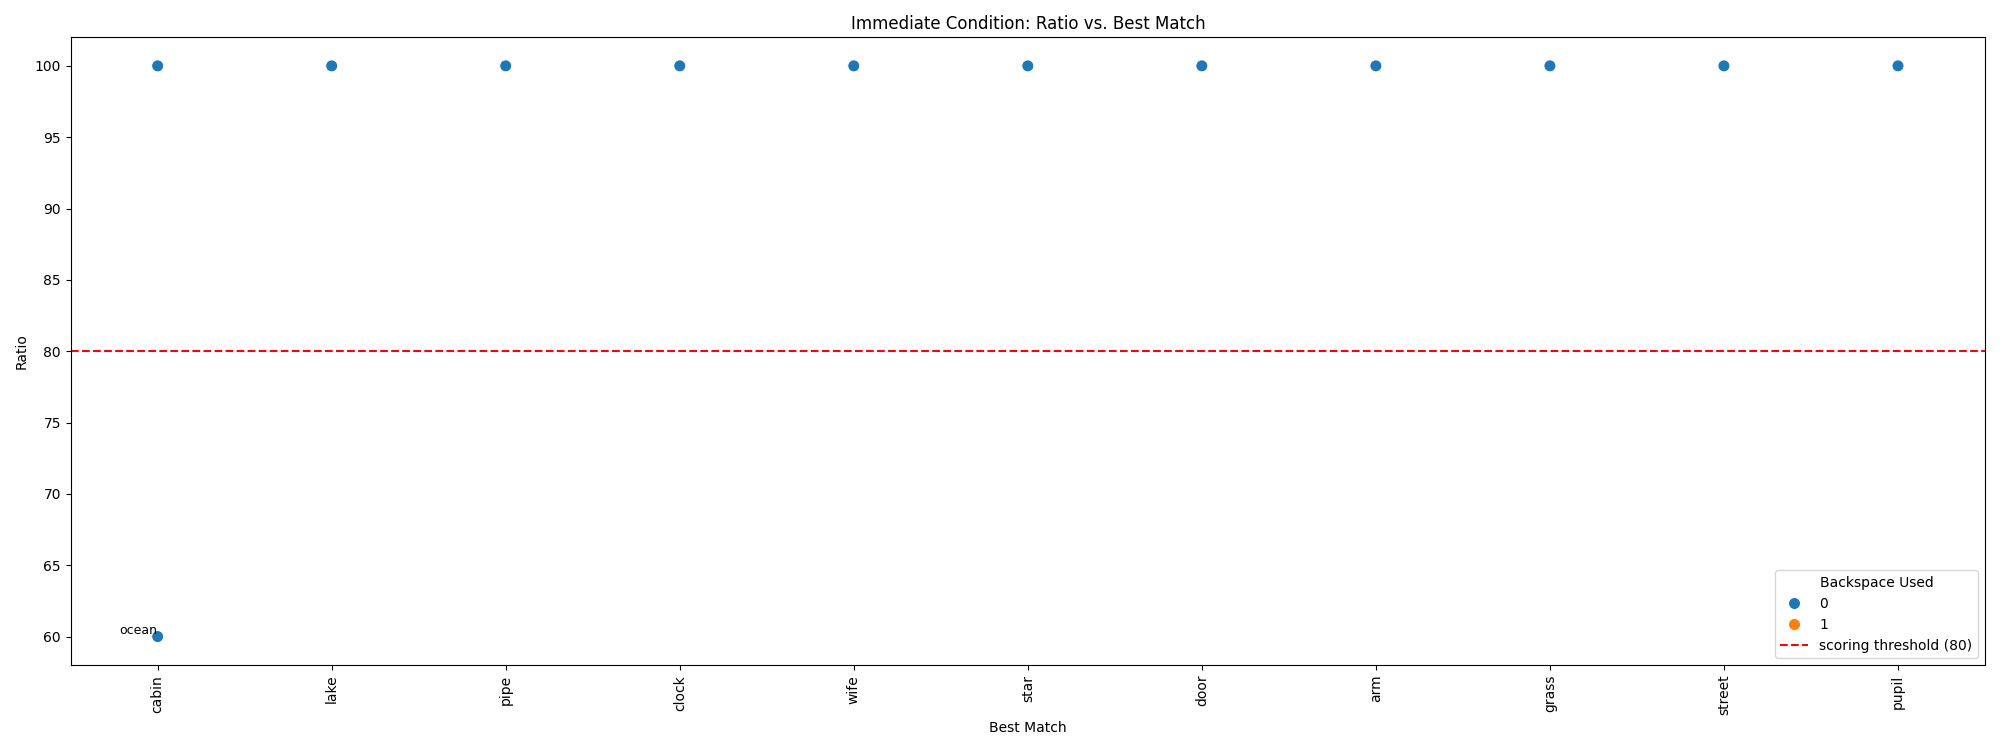 Immediate Condition: Ratio vs. Best Match
Ratio
100
95
90
85
80
75
70
65
60
ocean
Backspace Used
0
1
scoring threshold (80)
cabin
lake
pipe
clock
wife
star
door
arm
grass
street
pupil
Best Match